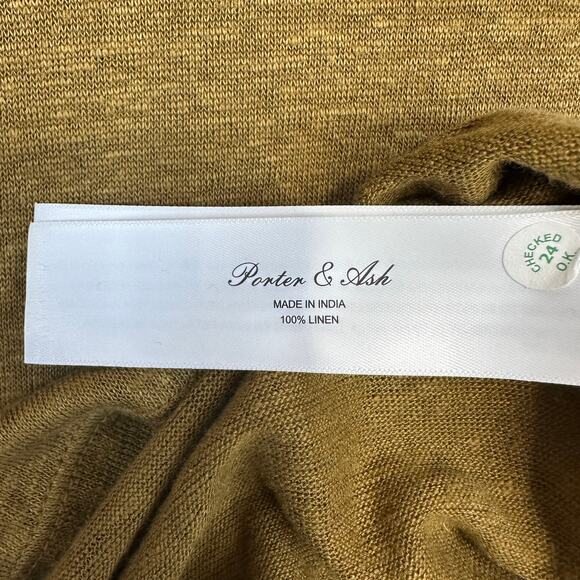 Porter & Ash
MADE IN INDIA
100% LINEN
CHECKED
24
O.K